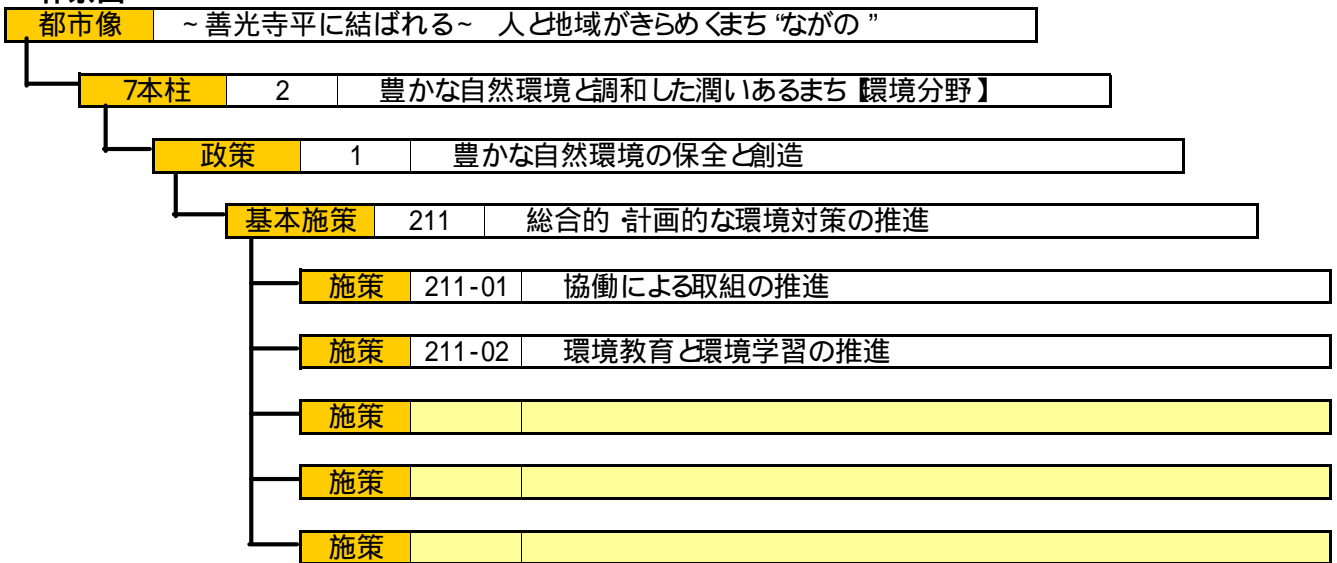 都市像 ~善光寺平に結ばれる~ 人と地域がきらめくまち“ながの”
7本柱 2 豊かな自然環境と調和した潤いあるまち【環境分野】
政策 1 豊かな自然環境の保全と創造
基本施策 211 総合的・計画的な環境対策の推進
施策 211-01 協働による取組の推進
施策 211-02 環境教育と環境学習の推進
施策
施策
施策